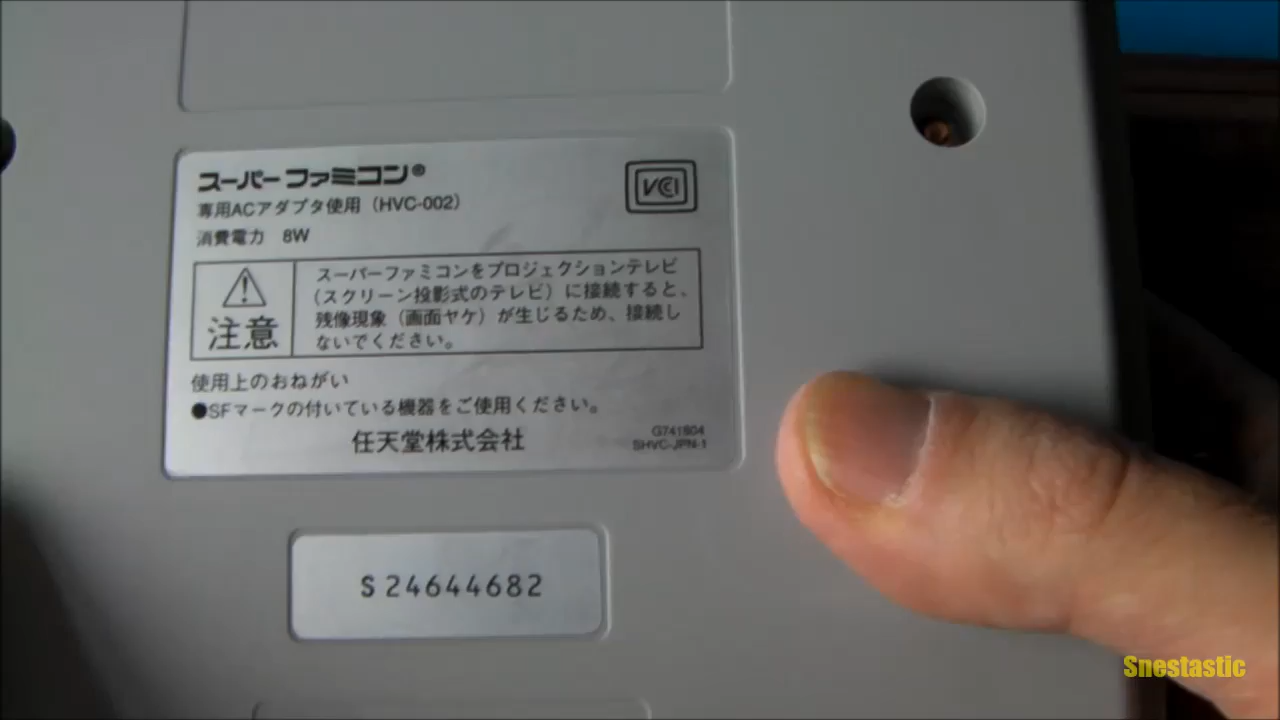 スーパーファミコン®
VCI
専用ACアダプタ使用（HVC-002）
消費電力 8W
注意
スーパーファミコンをプロジェクションテレビ
（スクリーン投影式のテレビ）に接続すると、
残像現象（画面ヤケ）が生じるため、接続し
ないでください。
使用上のおねがい
●SFマークの付いている機器をご使用ください。
任天堂株式会社
G741804
SHVC-JPN-1
S24644682
Snestastic